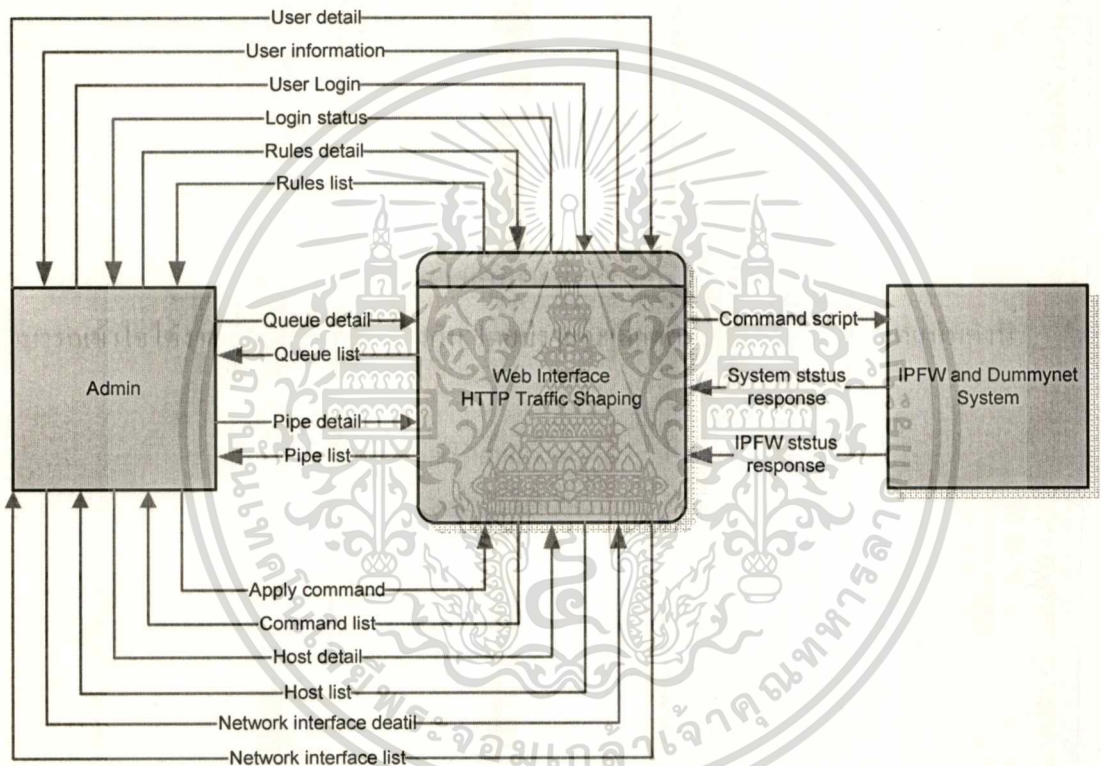 User detail
User information
User Login
Login status
Rules detail
Rules list
Queue detail
Queue list
Pipe detail
Pipe list
Admin
Web Interface
HTTP Traffic Shaping
Command script
System ststus
response
IPFW ststus
response
IPFW and Dummynet
System
Apply command
Command list
Host detail
Host list
Network interface deatil
Network interface list